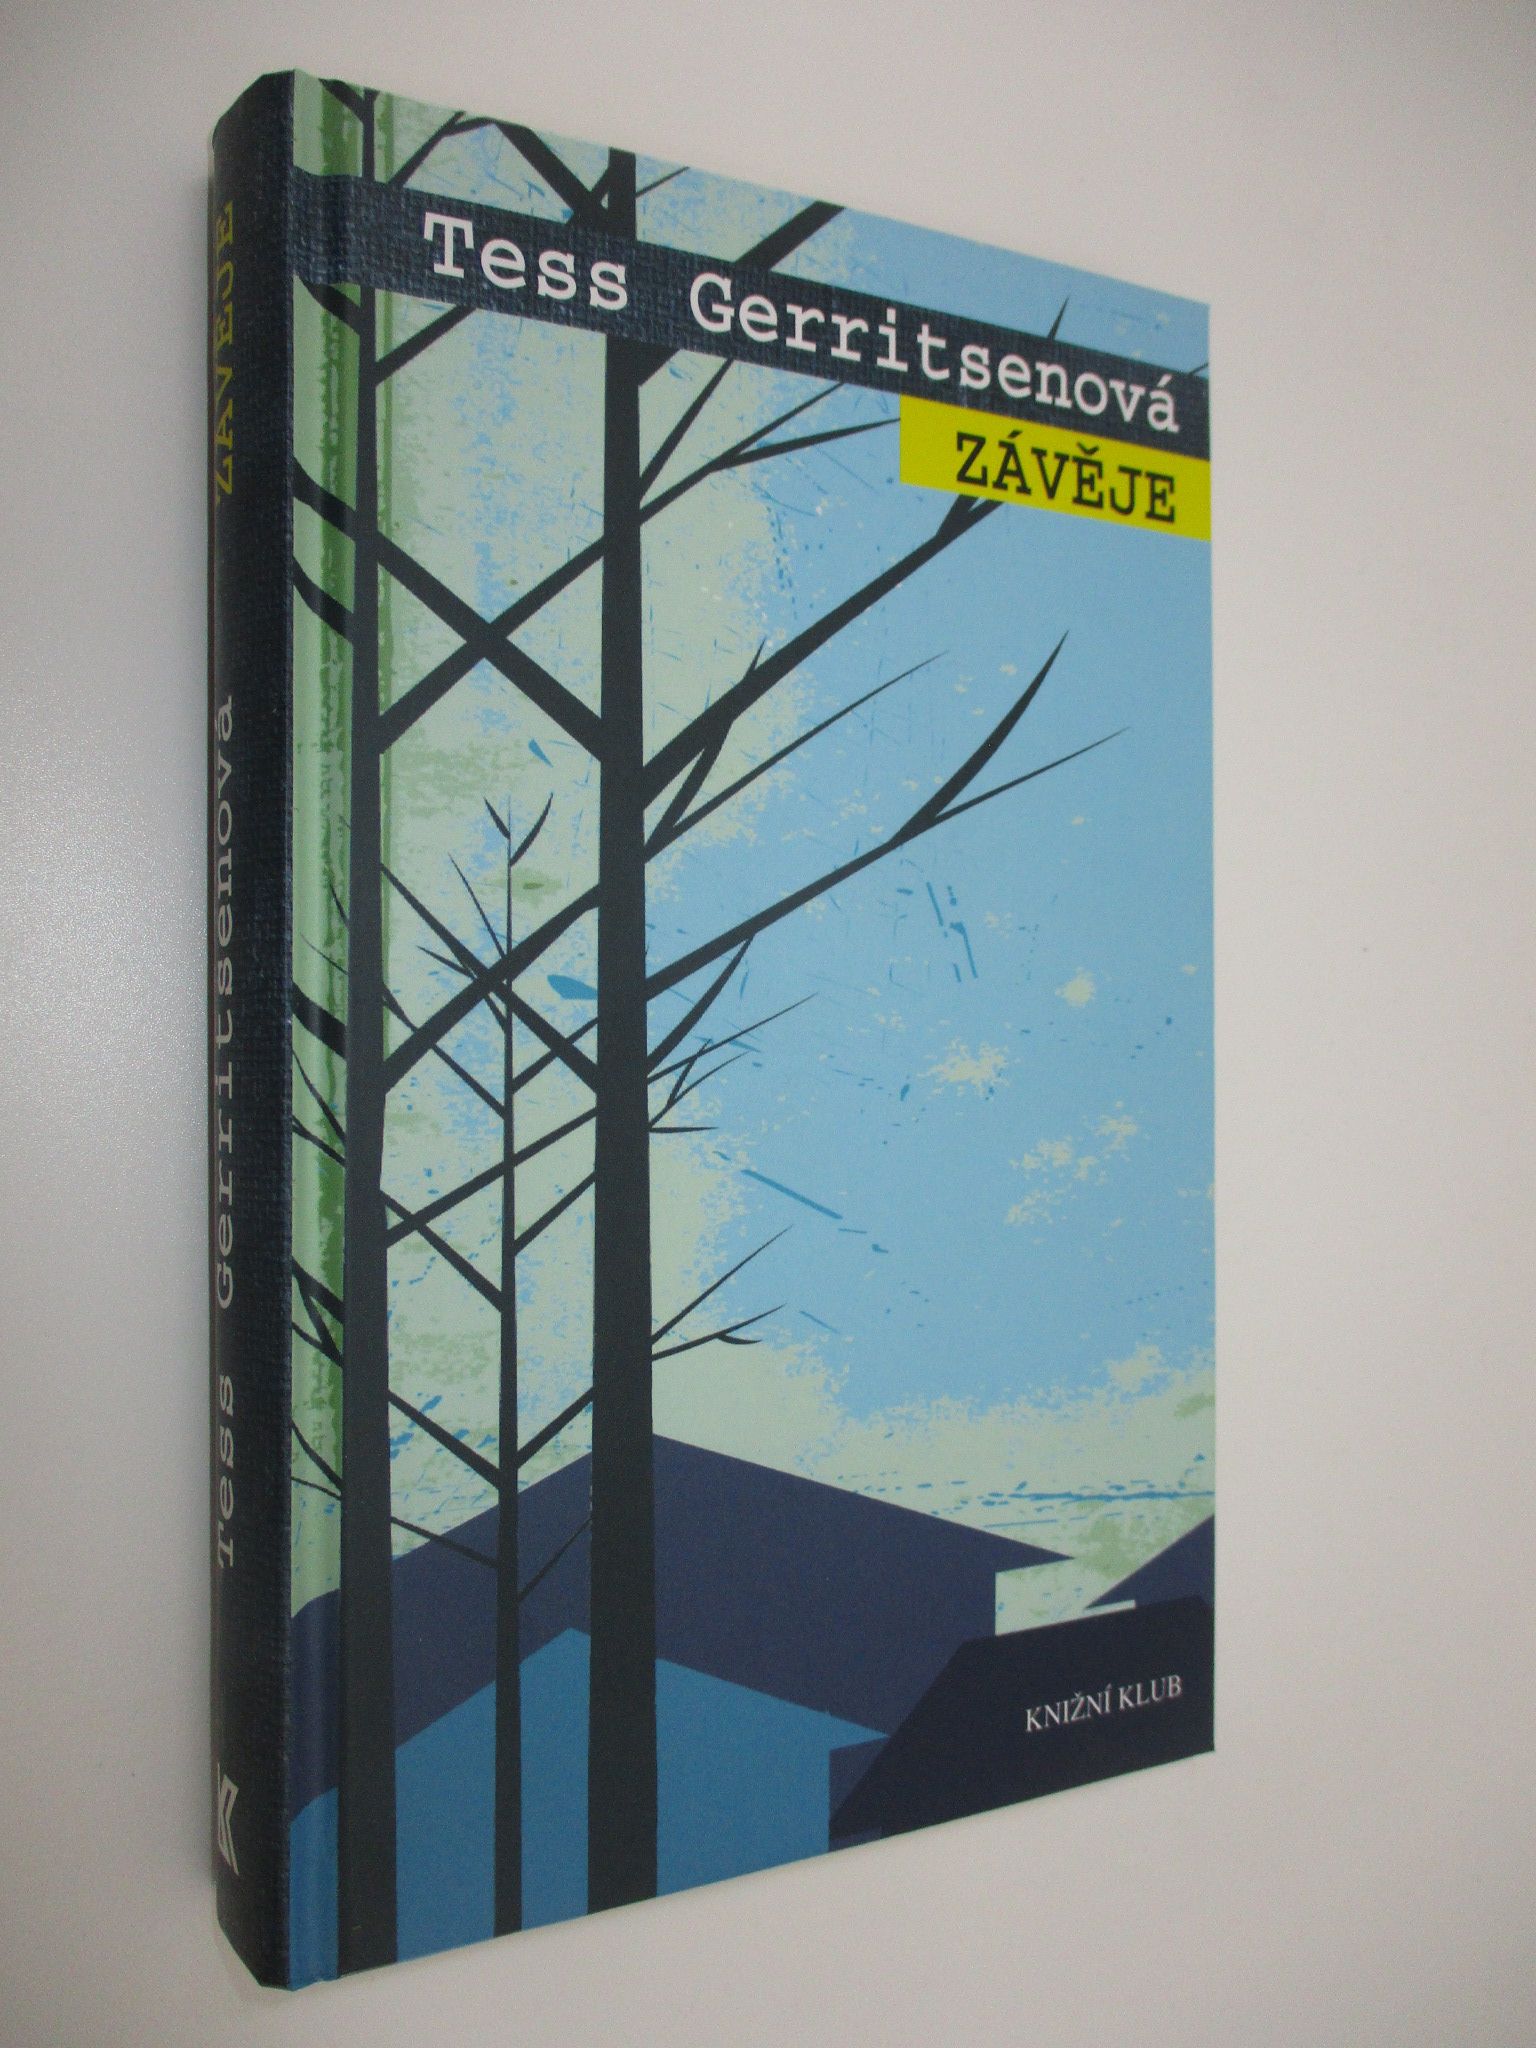 Tess Gerritsenová
ZÁVĚJE
KNIŽNÍ KLUB
Tess Gerritsenová ZÁVĚJE